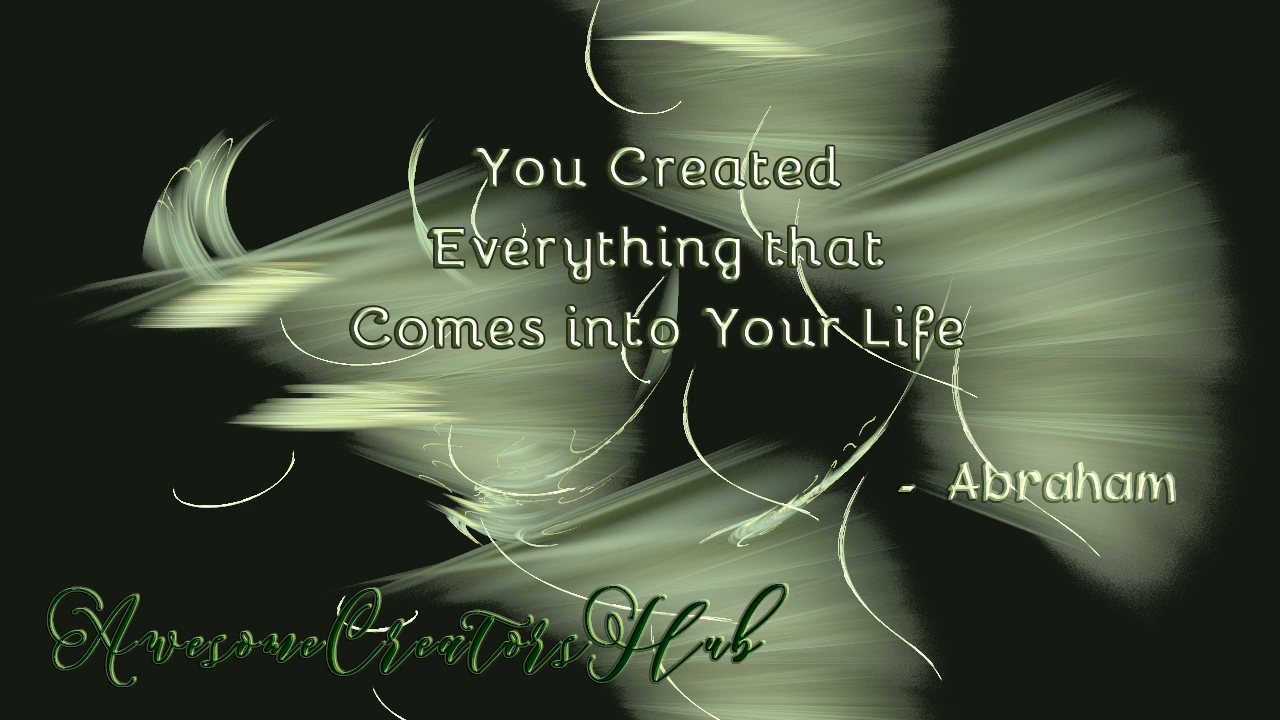 You Created
Everything that
Comes into Your Life
- Abraham
AwesomeCreatorsHub